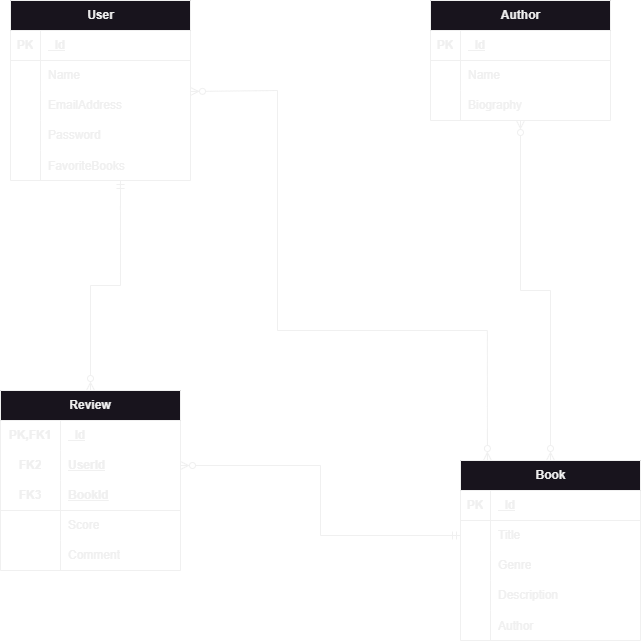 User
PK _id
Name
EmailAddress
Password
FavoriteBooks
Author
PK _id
Name
Biography
Review
PK,FK1 _id
FK2 UserId
FK3 BookId
Score
Comment
Book
PK _id
Title
Genre
Description
Author